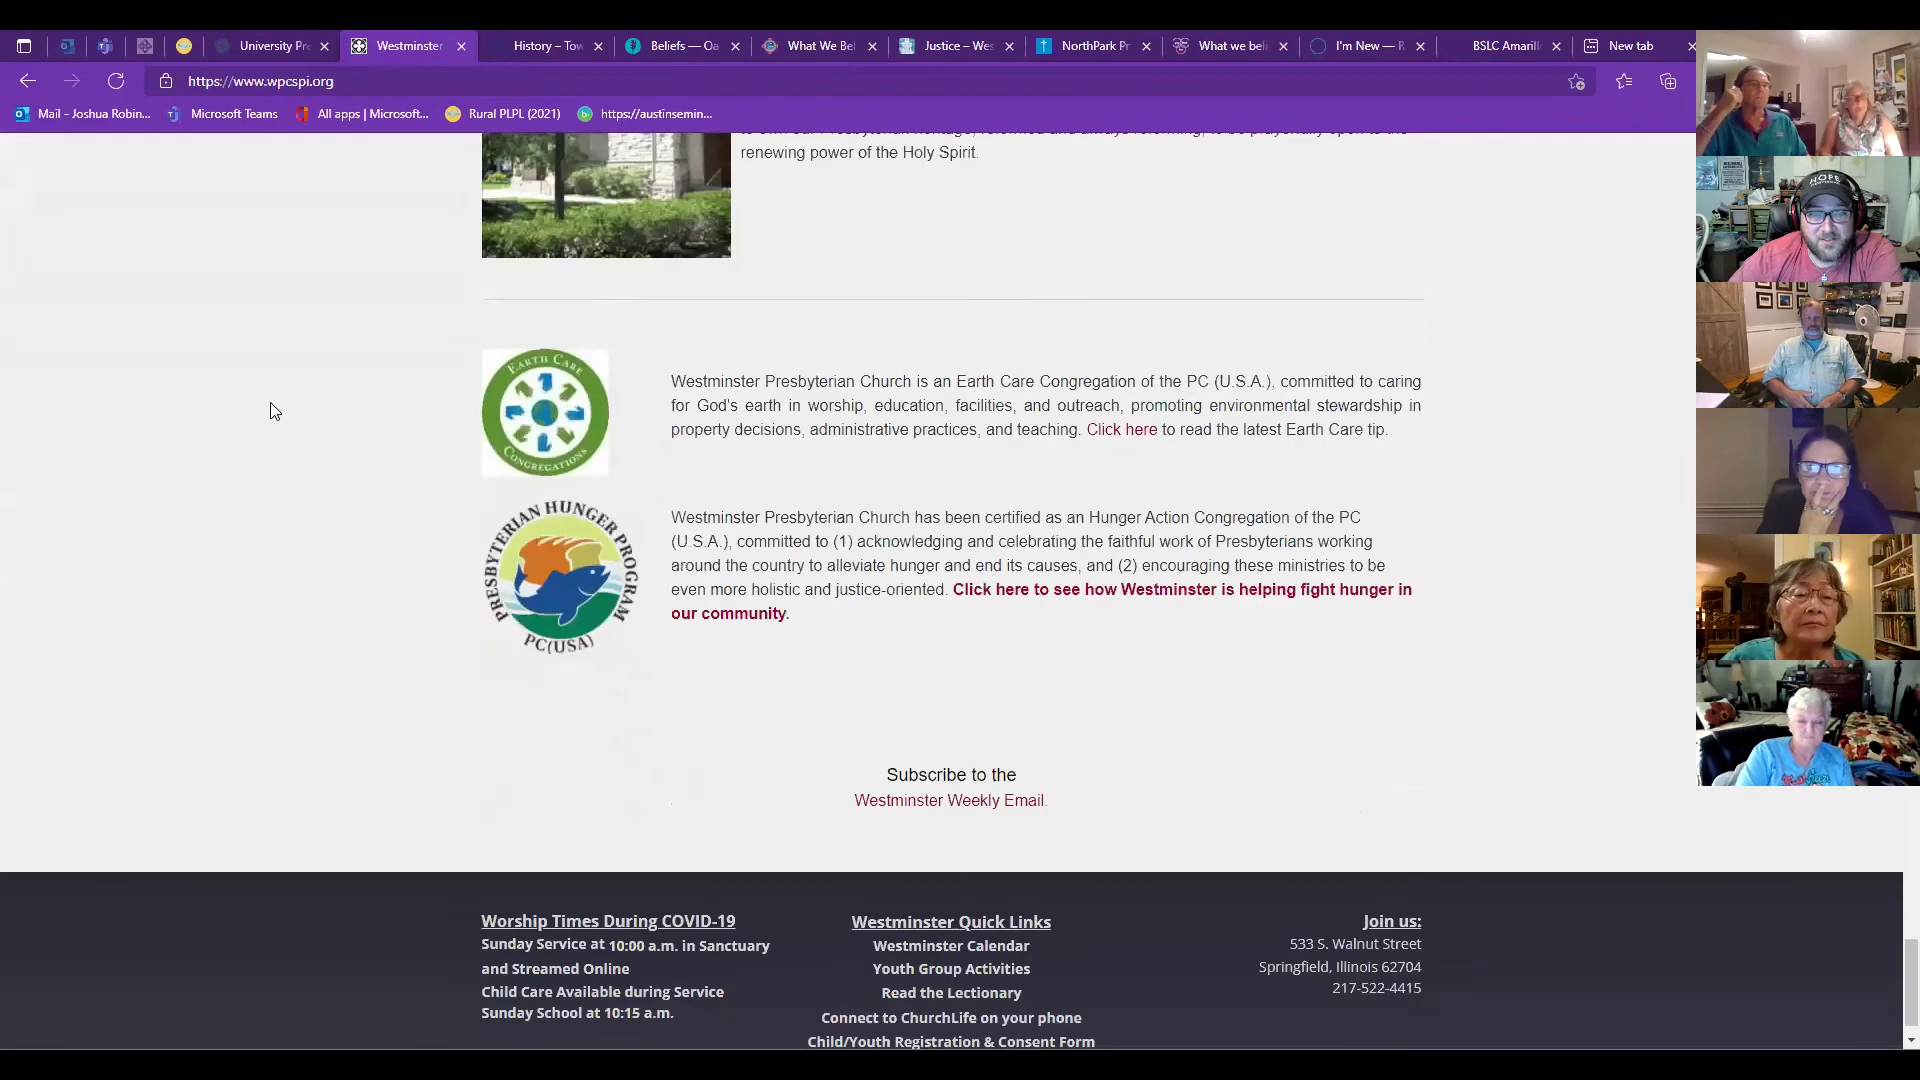 University Pre
Westminster
History – Tow
Beliefs — Oa
What We Bel
Justice – Wes
NorthPark Pr
What we beli
I'm New — R
BSLC Amarill
New tab
https://www.wpcspi.org
Mail - Joshua Robin...
Microsoft Teams
All apps | Microsoft...
Rural PLPL (2021)
https://austinsemin...
renewing power of the Holy Spirit.
EARTH CARE
CONGREGATIONS
Westminster Presbyterian Church is an Earth Care Congregation of the PC (U.S.A.), committed to caring
for God's earth in worship, education, facilities, and outreach, promoting environmental stewardship in
property decisions, administrative practices, and teaching. Click here to read the latest Earth Care tip.
PRESBYTERIAN HUNGER PROGRAM
PC(USA)
Westminster Presbyterian Church has been certified as an Hunger Action Congregation of the PC
(U.S.A.), committed to (1) acknowledging and celebrating the faithful work of Presbyterians working
around the country to alleviate hunger and end its causes, and (2) encouraging these ministries to be
even more holistic and justice-oriented. Click here to see how Westminster is helping fight hunger in
our community.
Subscribe to the
Westminster Weekly Email.
Worship Times During COVID-19
Sunday Service at 10:00 a.m. in Sanctuary
and Streamed Online
Child Care Available during Service
Sunday School at 10:15 a.m.
Westminster Quick Links
Westminster Calendar
Youth Group Activities
Read the Lectionary
Connect to ChurchLife on your phone
Child/Youth Registration & Consent Form
Join us:
533 S. Walnut Street
Springfield, Illinois 62704
217-522-4415
HOPE